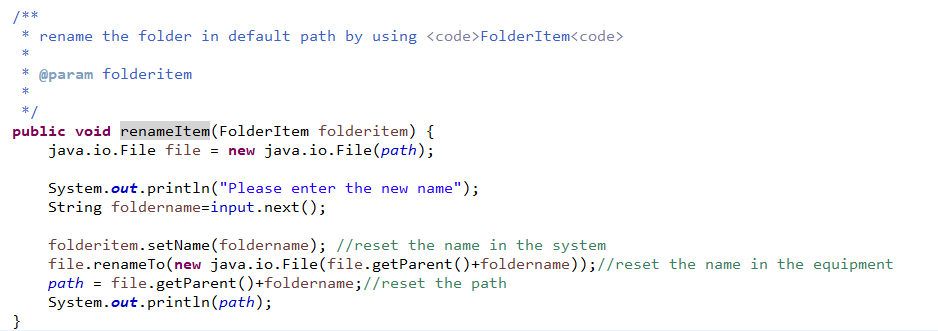 /**
 * rename the folder in default path by using <code>FolderItem<code>
 *
 * @param folderitem
 *
 */
public void renameItem(FolderItem folderitem) {
    java.io.File file = new java.io.File(path);

    System.out.println("Please enter the new name");
    String foldername=input.next();

    folderitem.setName(foldername); //reset the name in the system
    file.renameTo(new java.io.File(file.getParent()+foldername));//reset the name in the equipment
    path = file.getParent()+foldername;//reset the path
    System.out.println(path);
}